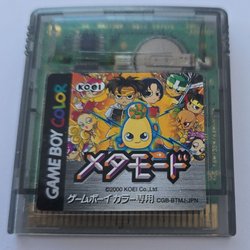 KOEI
GAME BOY COLOR
メタモード
©2000 KOEI Co.,Ltd
ゲームボーイカラー専用
CGB-BTMJ-JPN